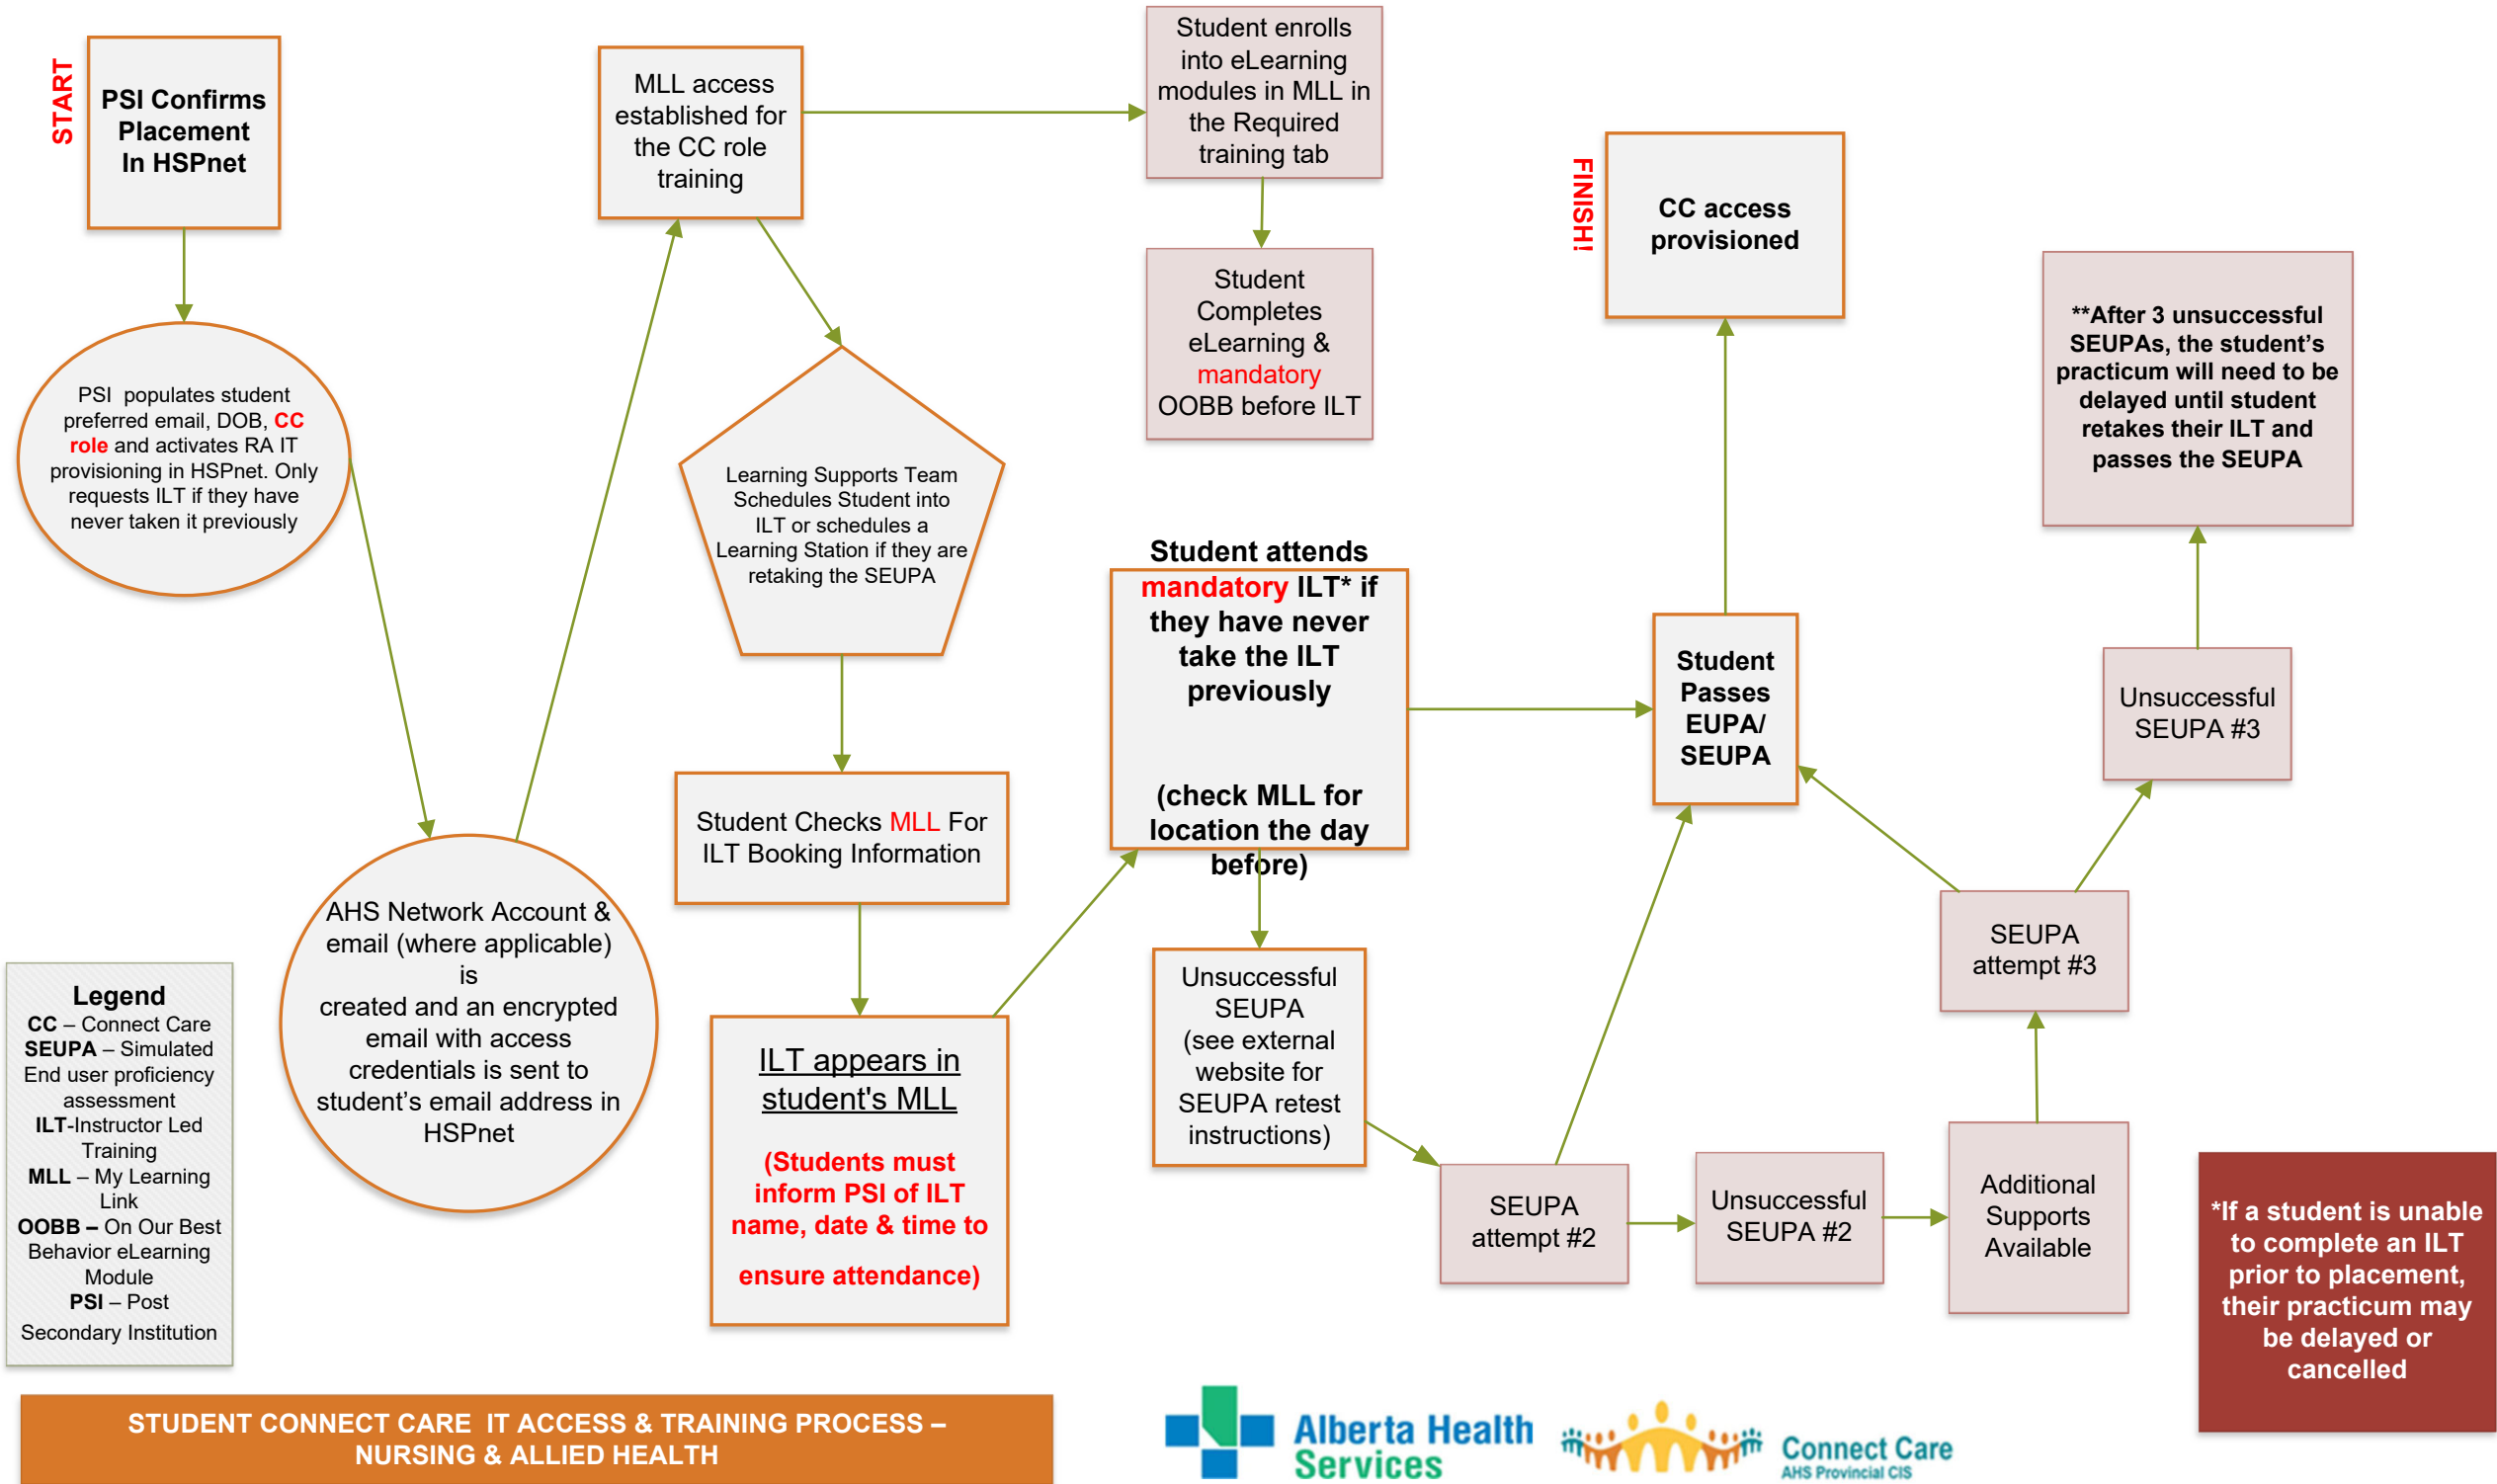 START
PSI Confirms
Placement
In HSPnet
PSI populates student
preferred email, DOB, CC
role and activates RA IT
provisioning in HSPnet. Only
requests ILT if they have
never taken it previously
AHS Network Account &
email (where applicable)
is
created and an encrypted
email with access
credentials is sent to
student’s email address in
HSPnet
MLL access
established for
the CC role
training
Student enrolls
into eLearning
modules in MLL in
the Required
training tab
Student
Completes
eLearning &
mandatory
OOBB before ILT
Learning Supports Team
Schedules Student into
ILT or schedules a
Learning Station if they are
retaking the SEUPA
Student Checks MLL For
ILT Booking Information
ILT appears in
student's MLL
(Students must
inform PSI of ILT
name, date & time to
ensure attendance)
Student attends
mandatory ILT* if
they have never
take the ILT
previously
(check MLL for
location the day
before)
Unsuccessful
SEUPA
(see external
website for
SEUPA retest
instructions)
SEUPA
attempt #2
Unsuccessful
SEUPA #2
Additional
Supports
Available
SEUPA
attempt #3
Unsuccessful
SEUPA #3
**After 3 unsuccessful
SEUPAs, the student’s
practicum will need to be
delayed until student
retakes their ILT and
passes the SEUPA
Student
Passes
EUPA/
SEUPA
FINISH!
CC access
provisioned
Legend
CC – Connect Care
SEUPA – Simulated
End user proficiency
assessment
ILT-Instructor Led
Training
MLL – My Learning
Link
OOBB – On Our Best
Behavior eLearning
Module
PSI – Post
Secondary Institution
*If a student is unable
to complete an ILT
prior to placement,
their practicum may
be delayed or
cancelled
STUDENT CONNECT CARE IT ACCESS & TRAINING PROCESS –
NURSING & ALLIED HEALTH
Alberta Health
Services
Connect Care
AHS Provincial CIS